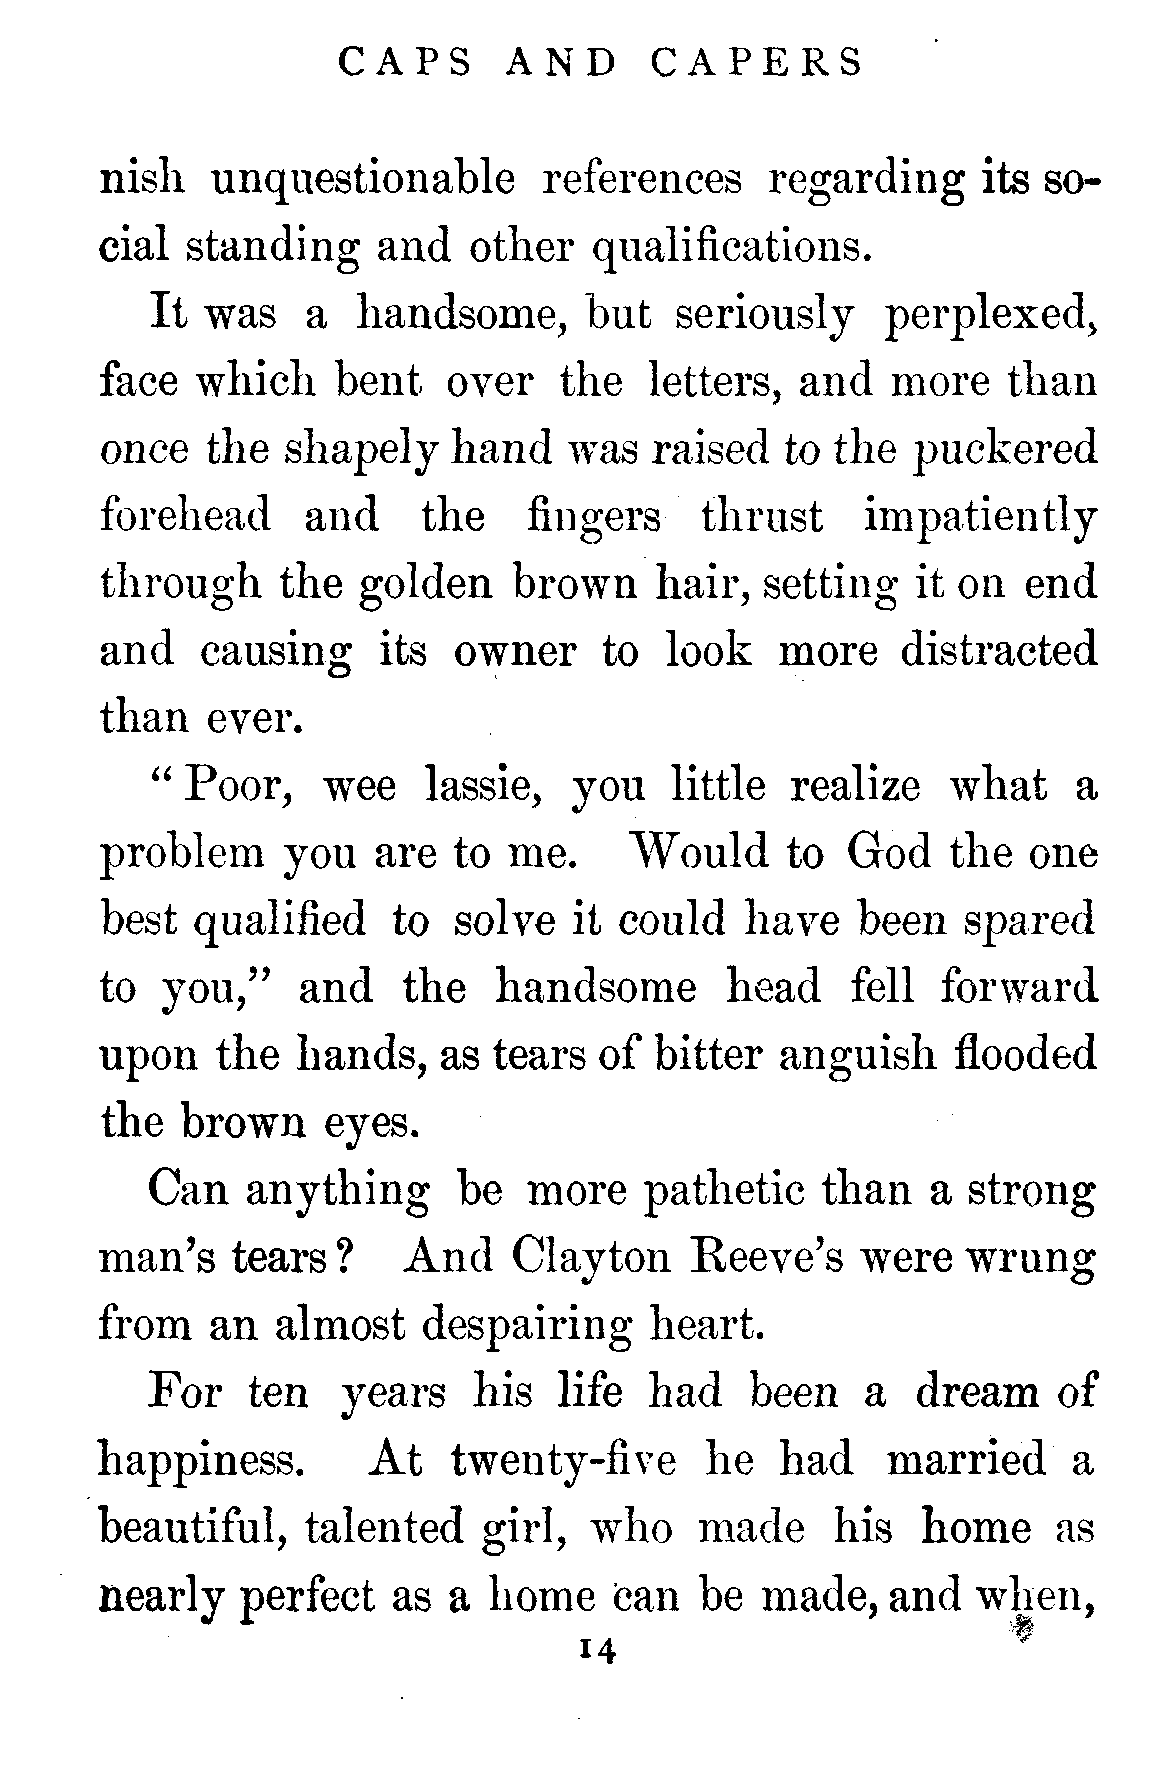 CAPS AND CAPERS
nish unquestionable references regarding its so-
cial standing and other qualifications.
It was a handsome, but seriously perplexed,
face which bent over the letters, and more than
once the shapely hand was raised to the puckered
forehead and the fingers thrust impatiently
through the golden brown hair, setting it on end
and causing its owner to look more distracted
than ever.
“Poor, wee lassie, you little realize what a
problem you are to me. Would to God the one
best qualified to solve it could have been spared
to you,” and the handsome head fell forward
upon the hands, as tears of bitter anguish flooded
the brown eyes.
Can anything be more pathetic than a strong
man’s tears? And Clayton Reeve’s were wrung
from an almost despairing heart.
For ten years his life had been a dream of
happiness. At twenty-five he had married a
beautiful, talented girl, who made his home as
nearly perfect as a home can be made, and when,
14